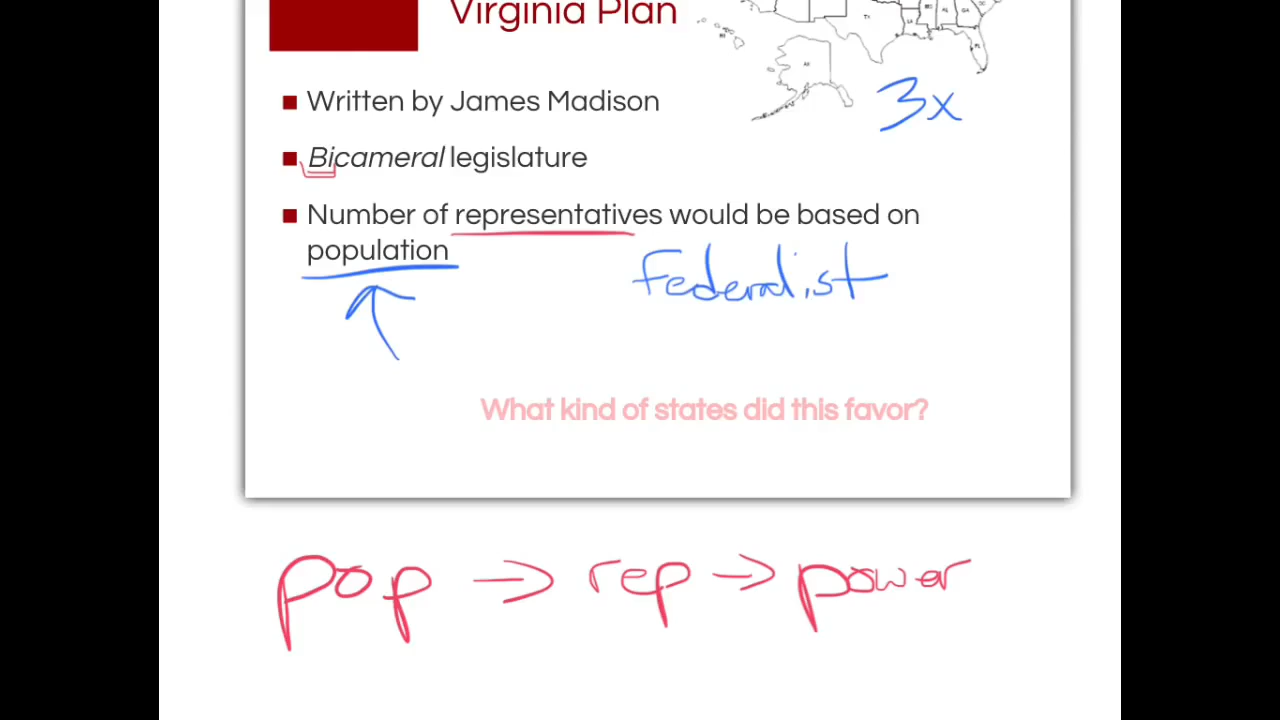 Virginia Plan
Written by James Madison
3x
Bicameral legislature
Number of representatives would be based on
population
Federalist
What kind of states did this favor?
pop → rep → power